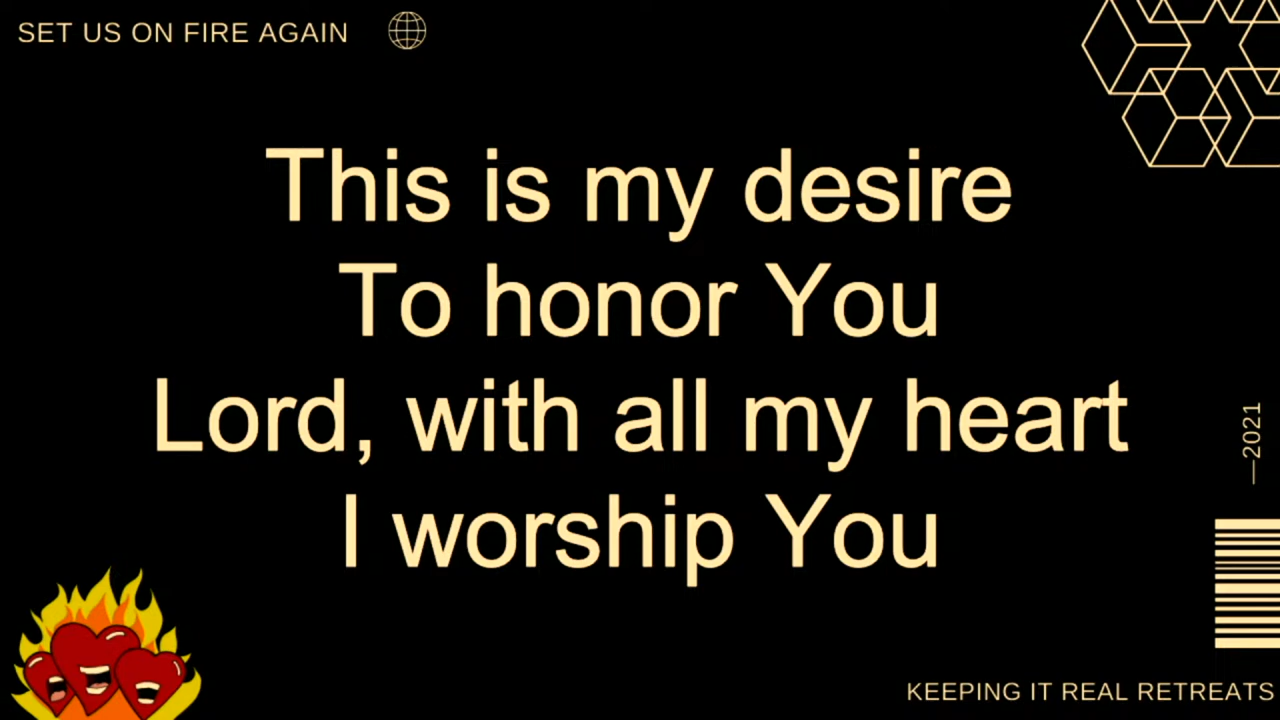 SET US ON FIRE AGAIN
This is my desire
To honor You
Lord, with all my heart
I worship You
—2021
KEEPING IT REAL RETREATS